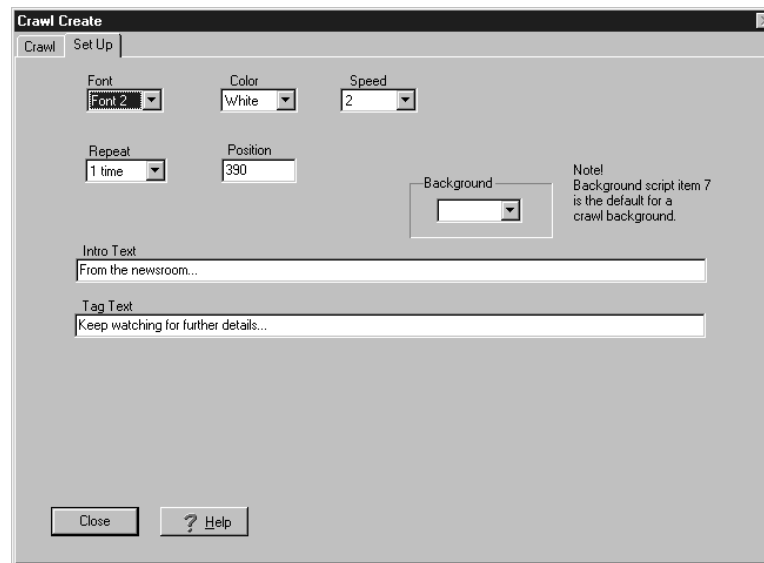 Crawl Create
Crawl Set Up
Font Color Speed
Font 2 White 2
Repeat Position
1 time 390
Background
Note!
Background script item 7
is the default for a
crawl background.
Intro Text
From the newsroom...
Tag Text
Keep watching for further details...
Close ? Help